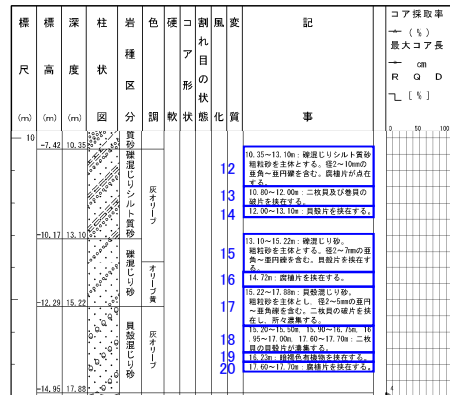 標尺 (m)
標高 (m)
深度 (m)
柱状図
岩種区分
色調
硬軟
コア形状
割れ目の状態
風化
変質
記事
コア採取率
(%)
最大コア長
cm
R Q D
[%]
0 50 100
10
-7.42 10.35
質砂
礫混じりシルト質砂
灰オリーブ
12
10.35~13.10m:礫混じりシルト質砂
細粒砂を主体とする。径2~10mmの
亜角~亜円礫を含む。腐植片が点在
する。
13
10.80~12.00m:二枚貝及び巻貝の
破片を挟在する。
14
12.00~13.10m:貝殻片を挟在する。
-10.17 13.10
礫混じり砂
オリーブ黄
15
13.10~15.22m:礫混じり砂。
粗粒砂を主体とする。径2~7mmの亜
角~亜円礫を含む。貝殻片を挟在す
る。
16
14.72m:腐植片を挟在する。
-12.29 15.22
貝殻混じり砂
灰オリーブ
17
15.22~17.88m:貝殻混じり砂。
粗粒砂を主体とし、径2~5mmの亜円
~亜角礫を含む。二枚貝の破片を挟
在し、所々濃集する。
18
15.20~15.50m, 15.90~16.75m, 16
.95~17.00m, 17.60~17.70m:二枚
貝の貝殻片が濃集する。
19
16.23m:暗褐色有機物を挟在する。
20
17.60~17.70m:腐植片を挟在する。
-14.95 17.88
4